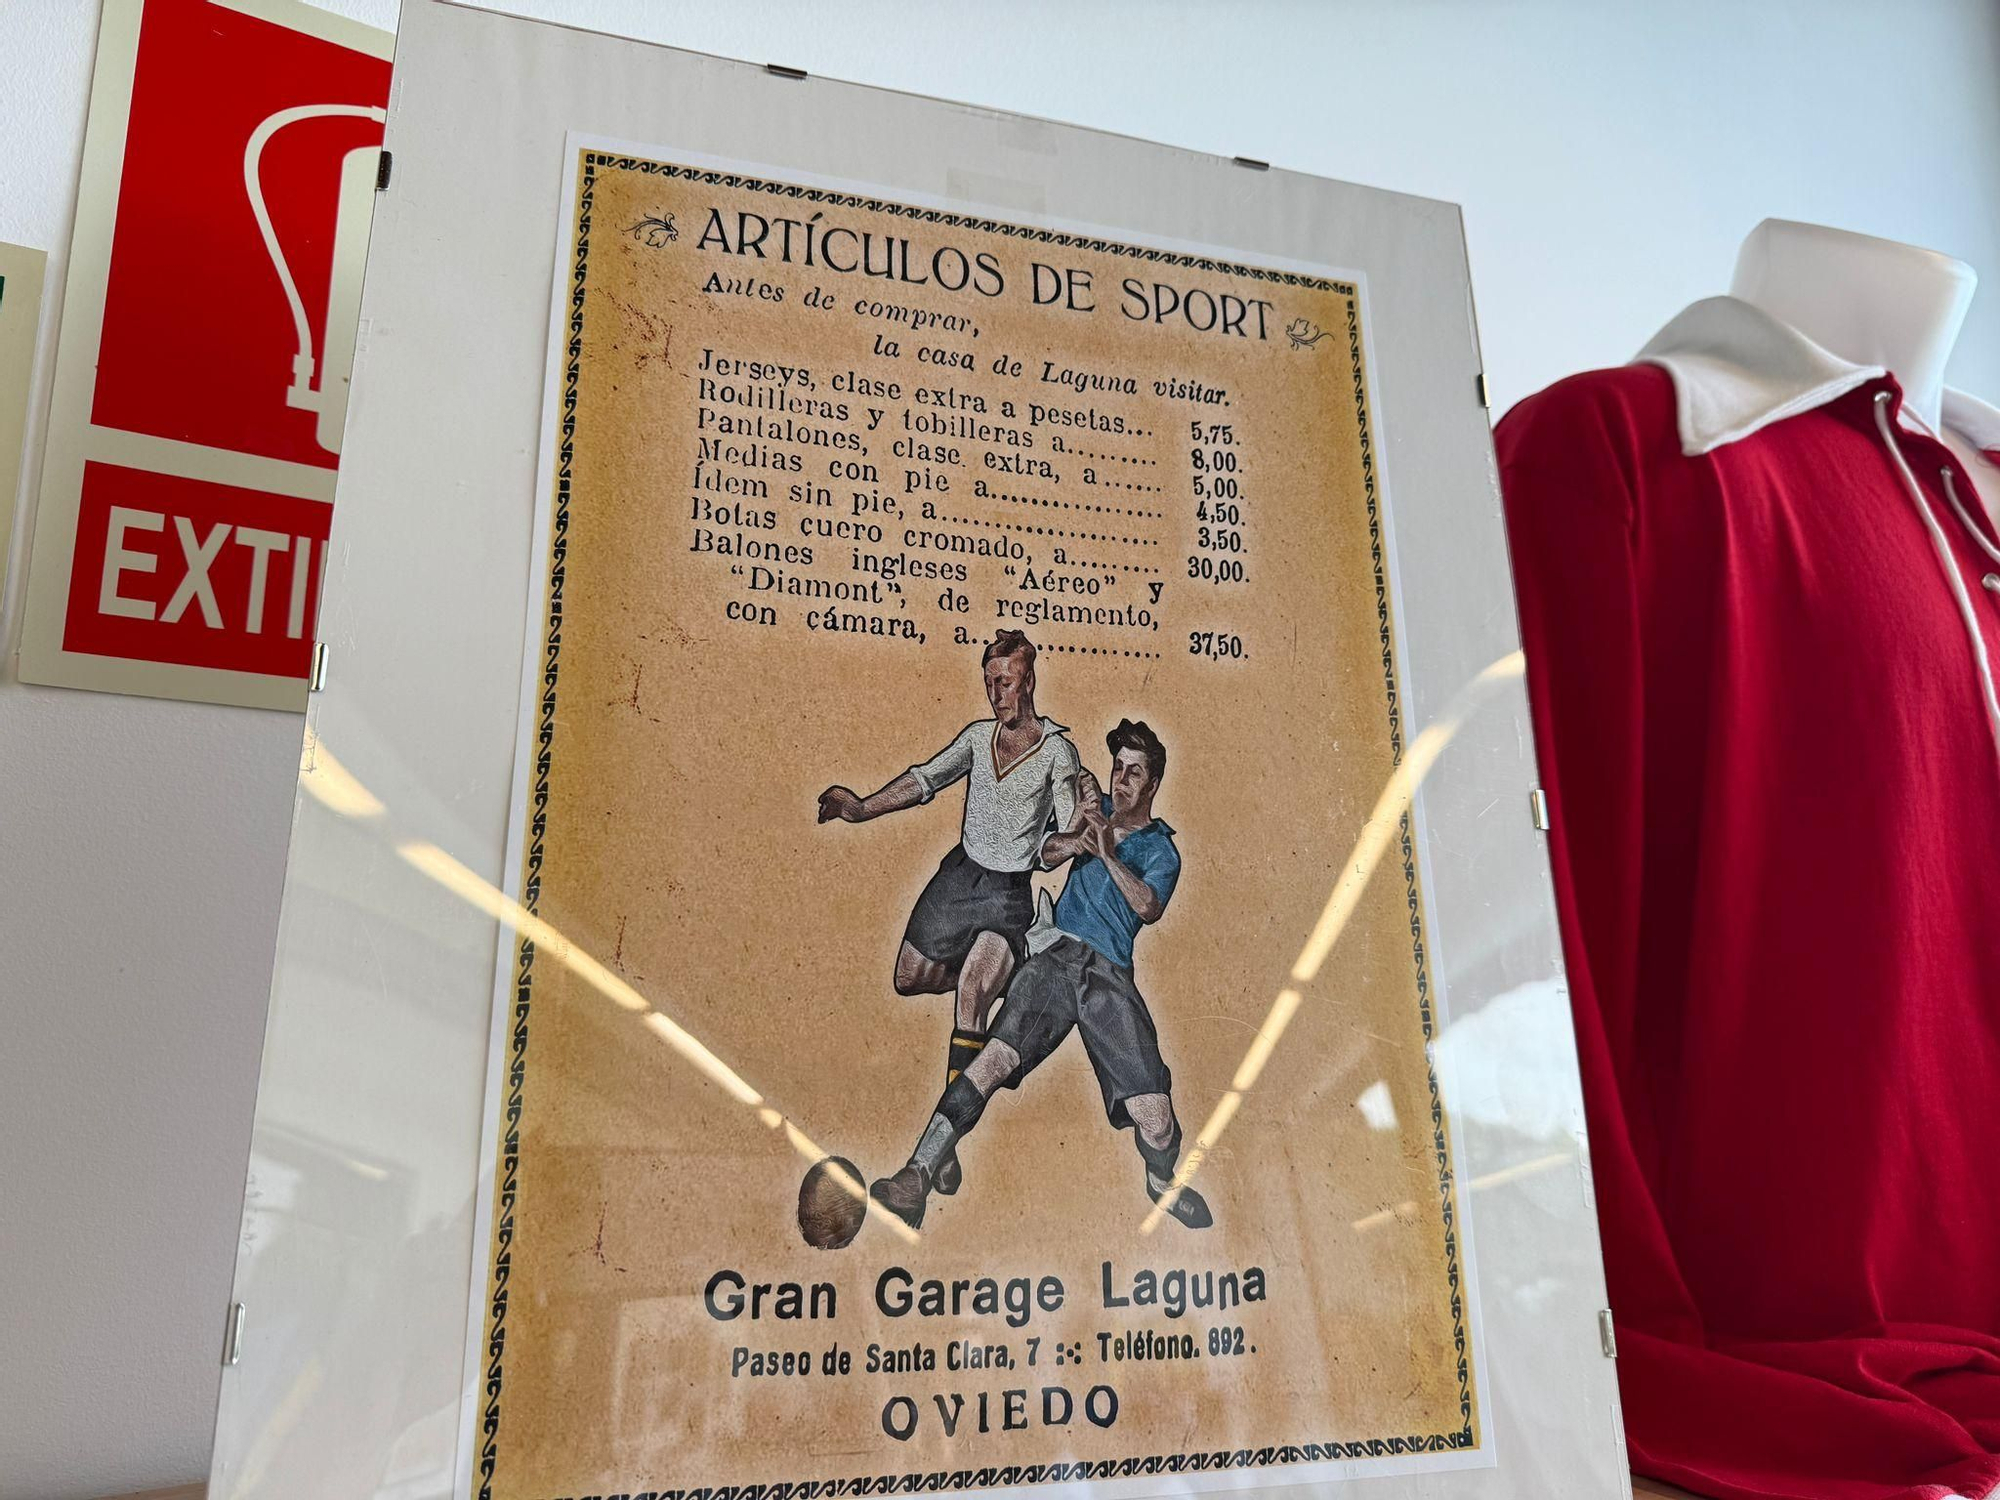 EXTI
ARTÍCULOS DE SPORT
Antes de comprar,
la casa de Laguna visitar.
Jerseys, clase extra a pesetas... 5,75.
Rodilleras y tobilleras a......... 8,00.
Pantalones, clase. extra, a...... 5,00.
Medias con pie a................. 4,50.
Ídem sin pie, a..................... 3,50.
Botas cuero cromado, a......... 30,00.
Balones ingleses “Aéreo” y
“Diamont”, de reglamento,
con cámara, a.................. 37,50.
Gran Garage Laguna
Paseo de Santa Clara, 7 :-: Teléfono. 892.
OVIEDO